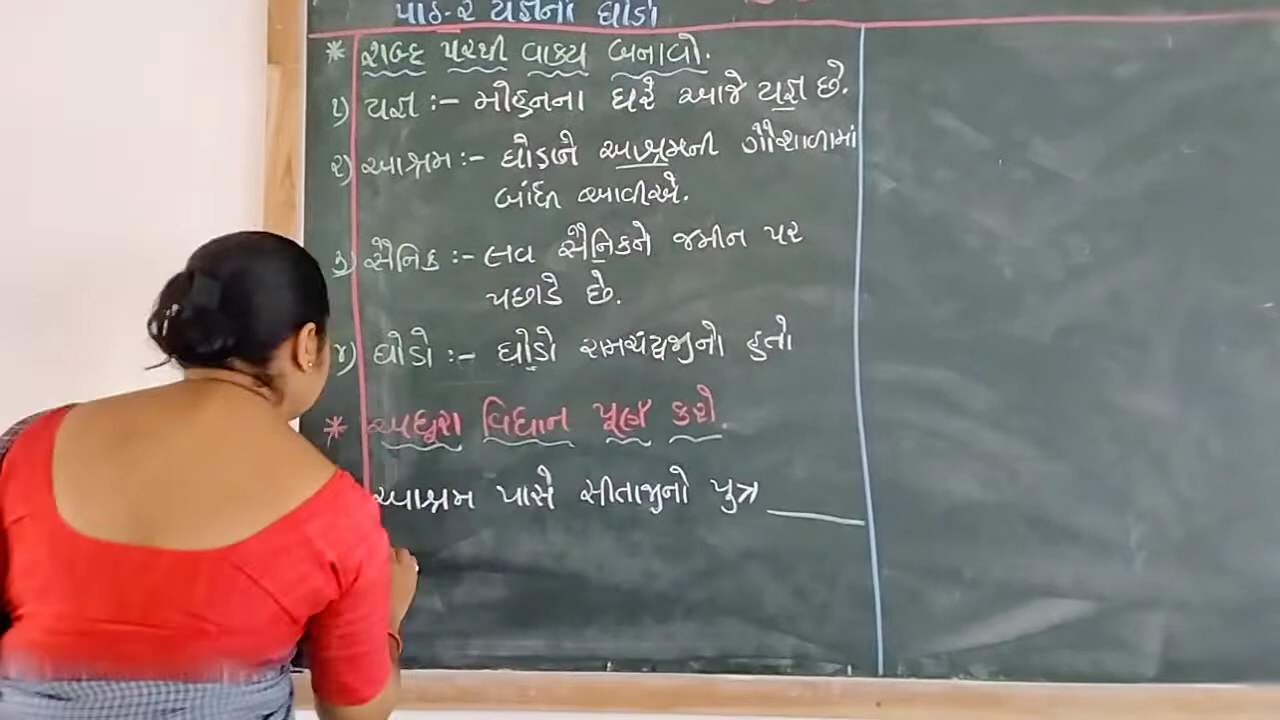 પાઠ-૨ યજ્ઞનો ઘોડો
* શબ્દ પરથી વાક્ય બનાવો.
૧) યજ્ઞ :- મોહનના ઘરે આજે યજ્ઞ છે.
૨) આશ્રમ :- ઘોડાને આશ્રમની ગૌશાળામાં
બાંધી આવીએ.
૩) સૈનિક :- લવ સૈનિકને જમીન પર
પછાડે છે.
૪) ઘોડો :- ઘોડો રામચંદ્રજીનો હતો
* અધૂરા વિધાન પૂર્ણ કરો.
આશ્રમ પાસે સીતાજીનો પુત્ર ______